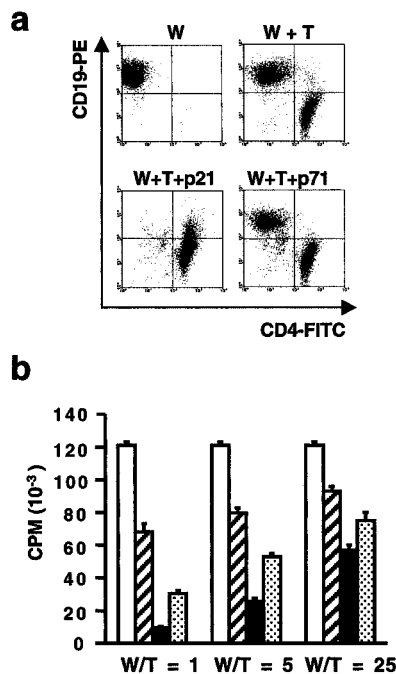 a
W
W + T
CD19-PE
W+T+p21
W+T+p71
CD4-FITC
b
CPM (10-3)
140
120
100
80
60
40
20
0
W/T = 1
W/T = 5
W/T = 25